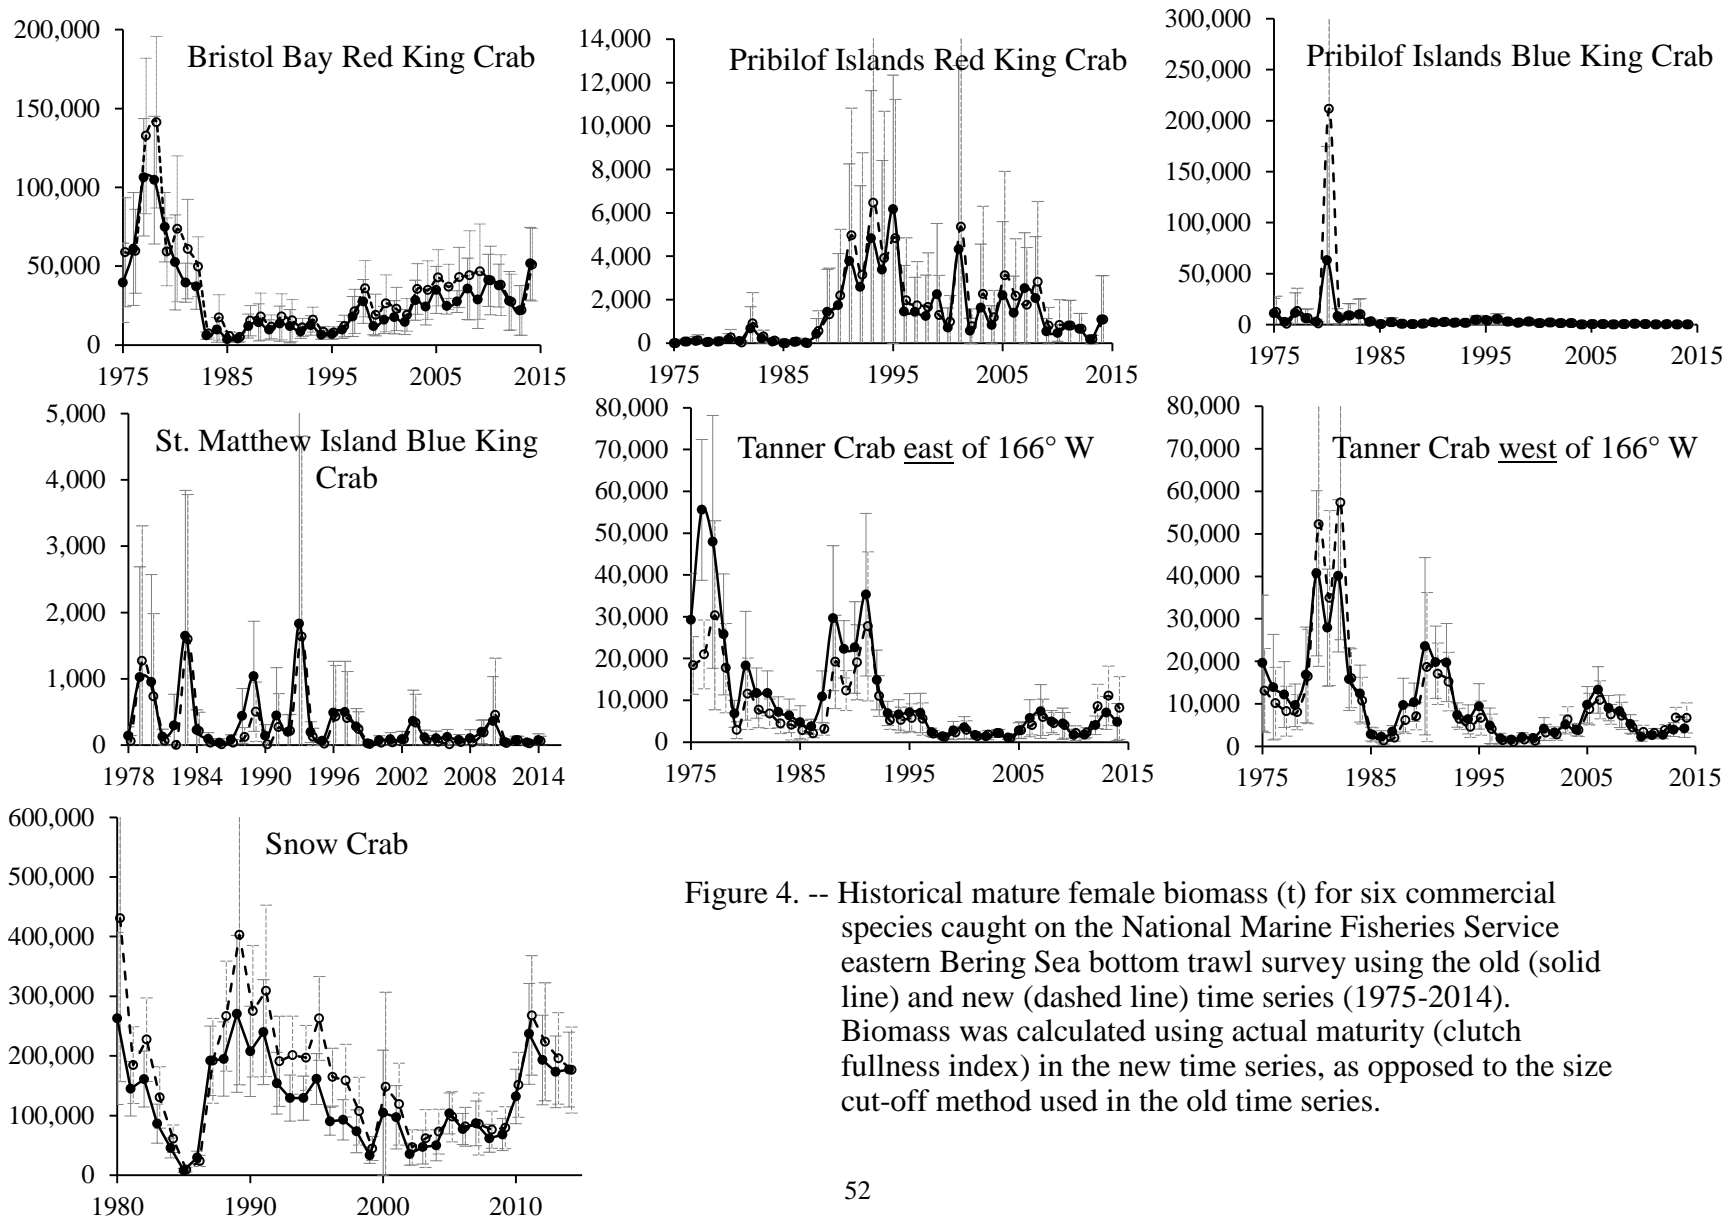 Bristol Bay Red King Crab
200,000
150,000
100,000
50,000
0
1975 1985 1995 2005 2015
Pribilof Islands Red King Crab
14,000
12,000
10,000
8,000
6,000
4,000
2,000
0
1975 1985 1995 2005 2015
Pribilof Islands Blue King Crab
300,000
250,000
200,000
150,000
100,000
50,000
0
1975 1985 1995 2005 2015
St. Matthew Island Blue King
Crab
5,000
4,000
3,000
2,000
1,000
0
1978 1984 1990 1996 2002 2008 2014
Tanner Crab east of 166° W
80,000
70,000
60,000
50,000
40,000
30,000
20,000
10,000
0
1975 1985 1995 2005 2015
Tanner Crab west of 166° W
80,000
70,000
60,000
50,000
40,000
30,000
20,000
10,000
0
1975 1985 1995 2005 2015
Snow Crab
600,000
500,000
400,000
300,000
200,000
100,000
0
1980 1990 2000 2010
Figure 4. -- Historical mature female biomass (t) for six commercial
species caught on the National Marine Fisheries Service
eastern Bering Sea bottom trawl survey using the old (solid
line) and new (dashed line) time series (1975-2014).
Biomass was calculated using actual maturity (clutch
fullness index) in the new time series, as opposed to the size
cut-off method used in the old time series.
52